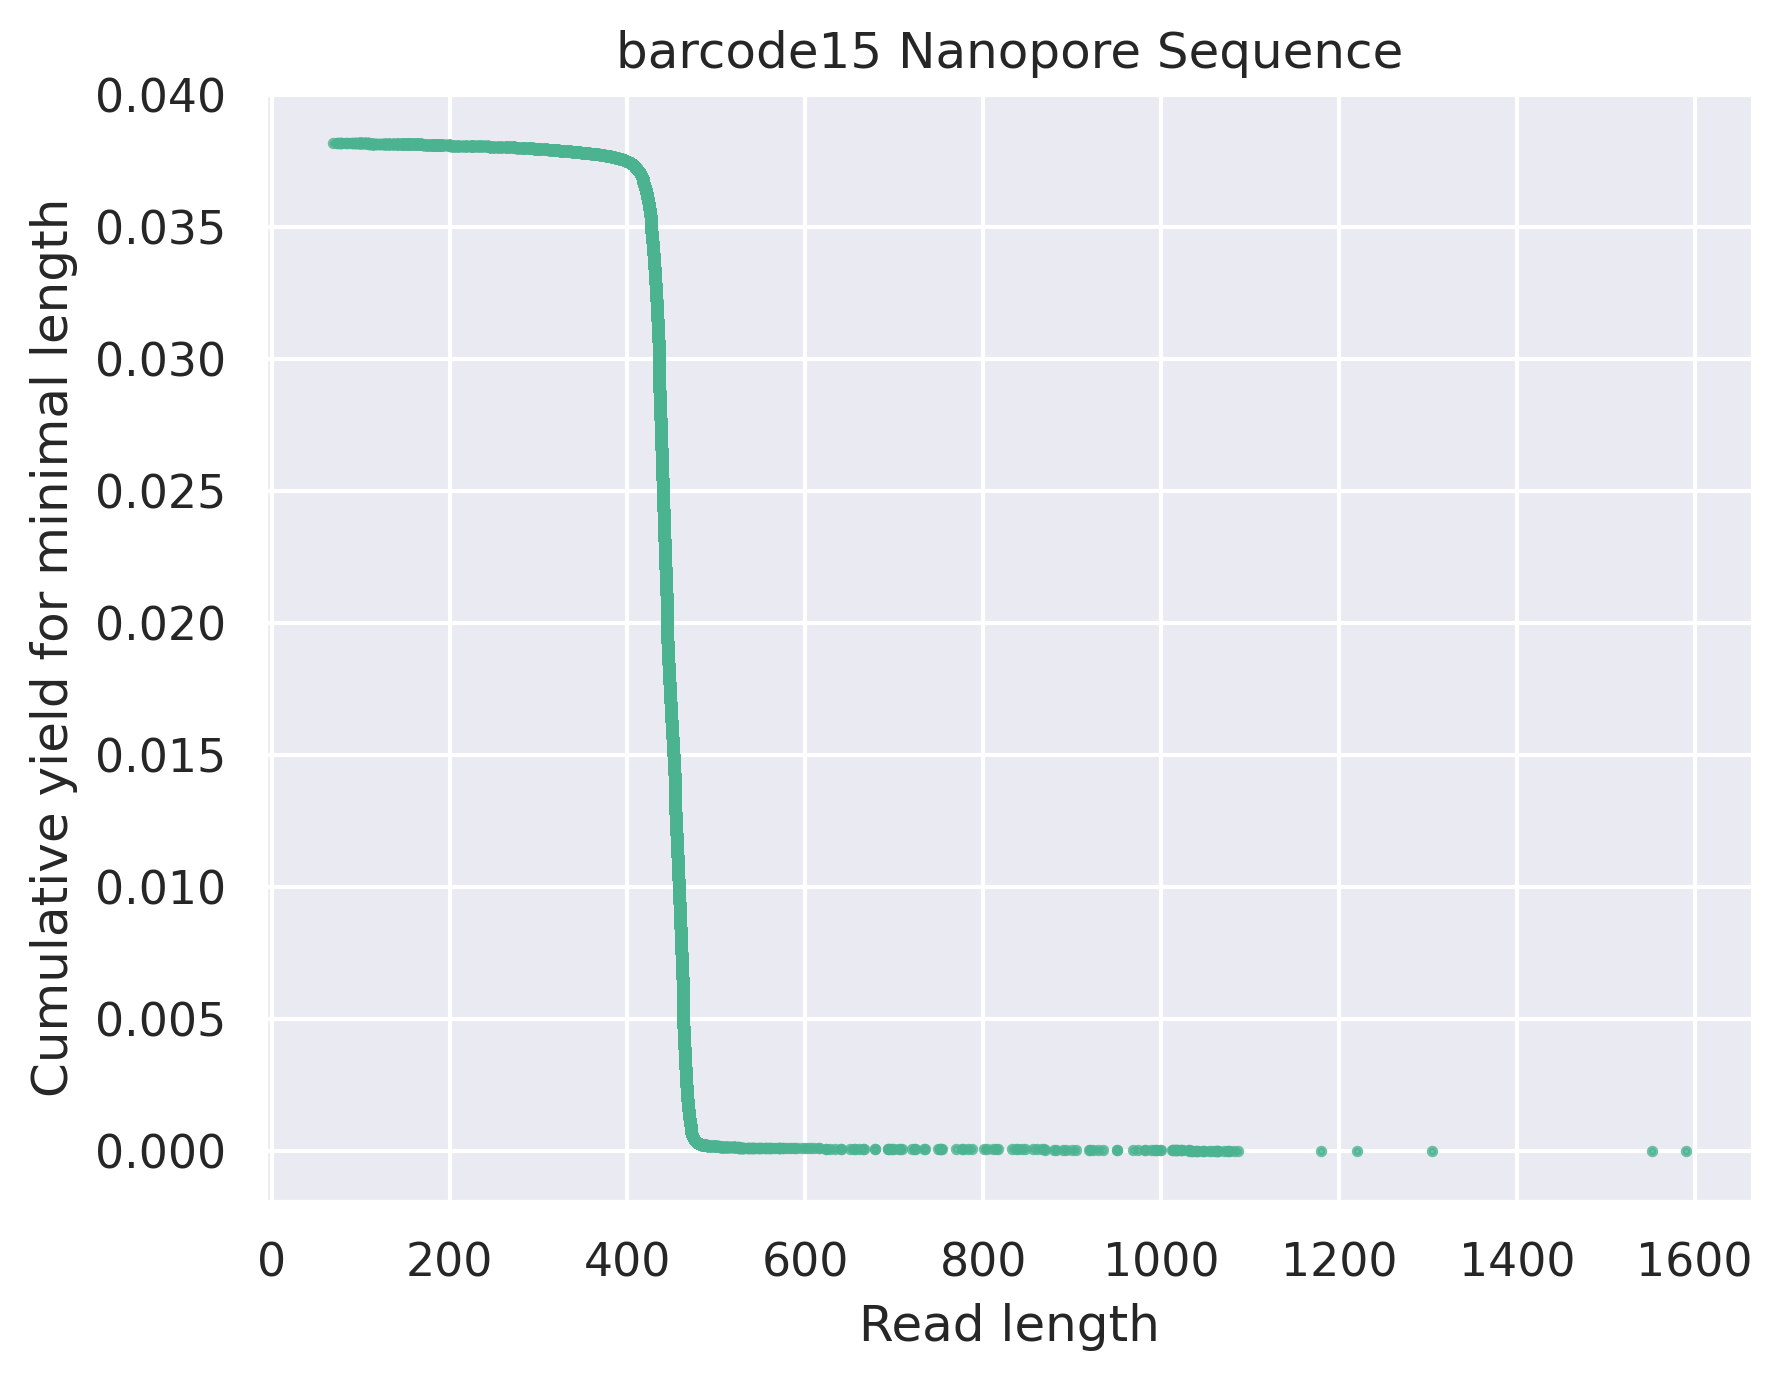 barcode15 Nanopore Sequence
Cumulative yield for minimal length
0.040
0.035
0.030
0.025
0.020
0.015
0.010
0.005
0.000
0 200 400 600 800 1000 1200 1400 1600
Read length